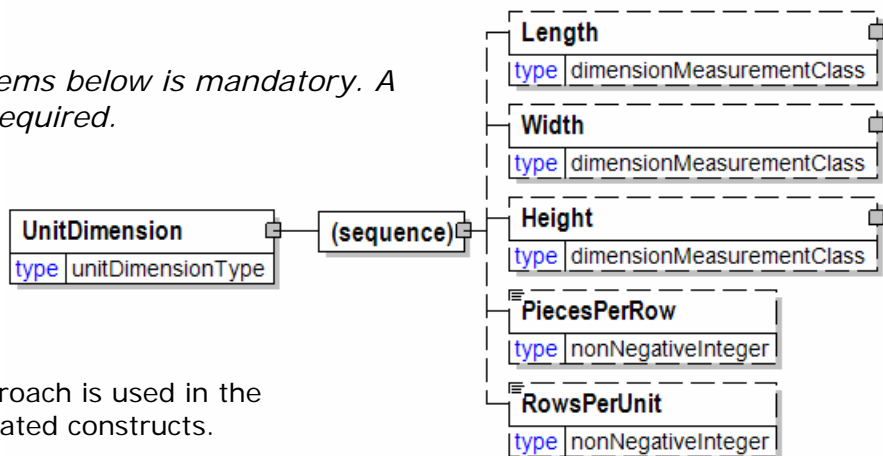 ems below is mandatory. A
equired.
UnitDimension
type unitDimensionType
(sequence)
Length
type dimensionMeasurementClass
Width
type dimensionMeasurementClass
Height
type dimensionMeasurementClass
PiecesPerRow
type nonNegativeInteger
RowsPerUnit
type nonNegativeInteger
roach is used in the
ated constructs.